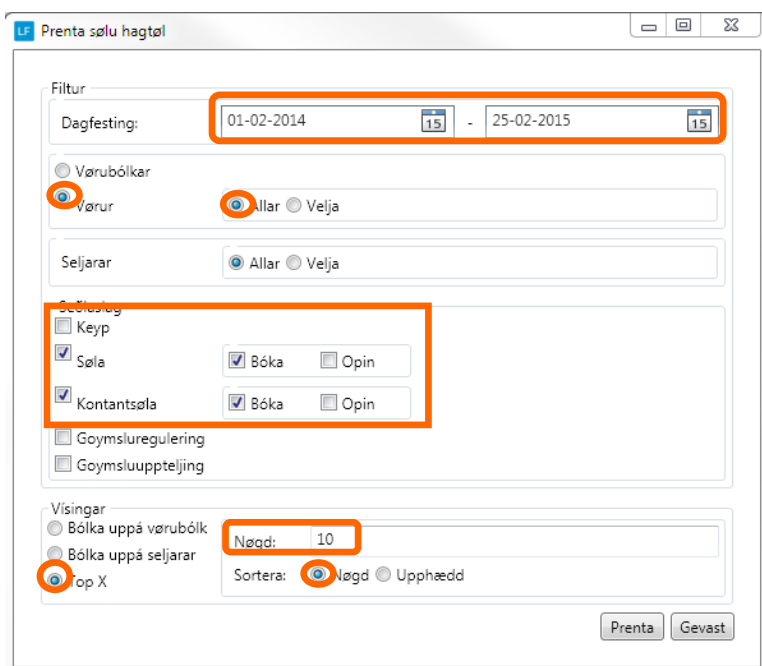 LF Prenta sølu hagtøl
Filtur
Dagfesting: 01-02-2014 15 - 25-02-2015 15
Vørubólkar
Vørur Allar Velja
Seljarar Allar Velja
Seðlaslag
Keyp
Søla Bóka Opin
Kontantsøla Bóka Opin
Goymsluregulering
Goymsluuppteljing
Vísingar
Bólka uppá vørubólk
Nøgd: 10
Bólka uppá seljarar
Sortera: Nøgd Upphædd
Top X
Prenta Gevast